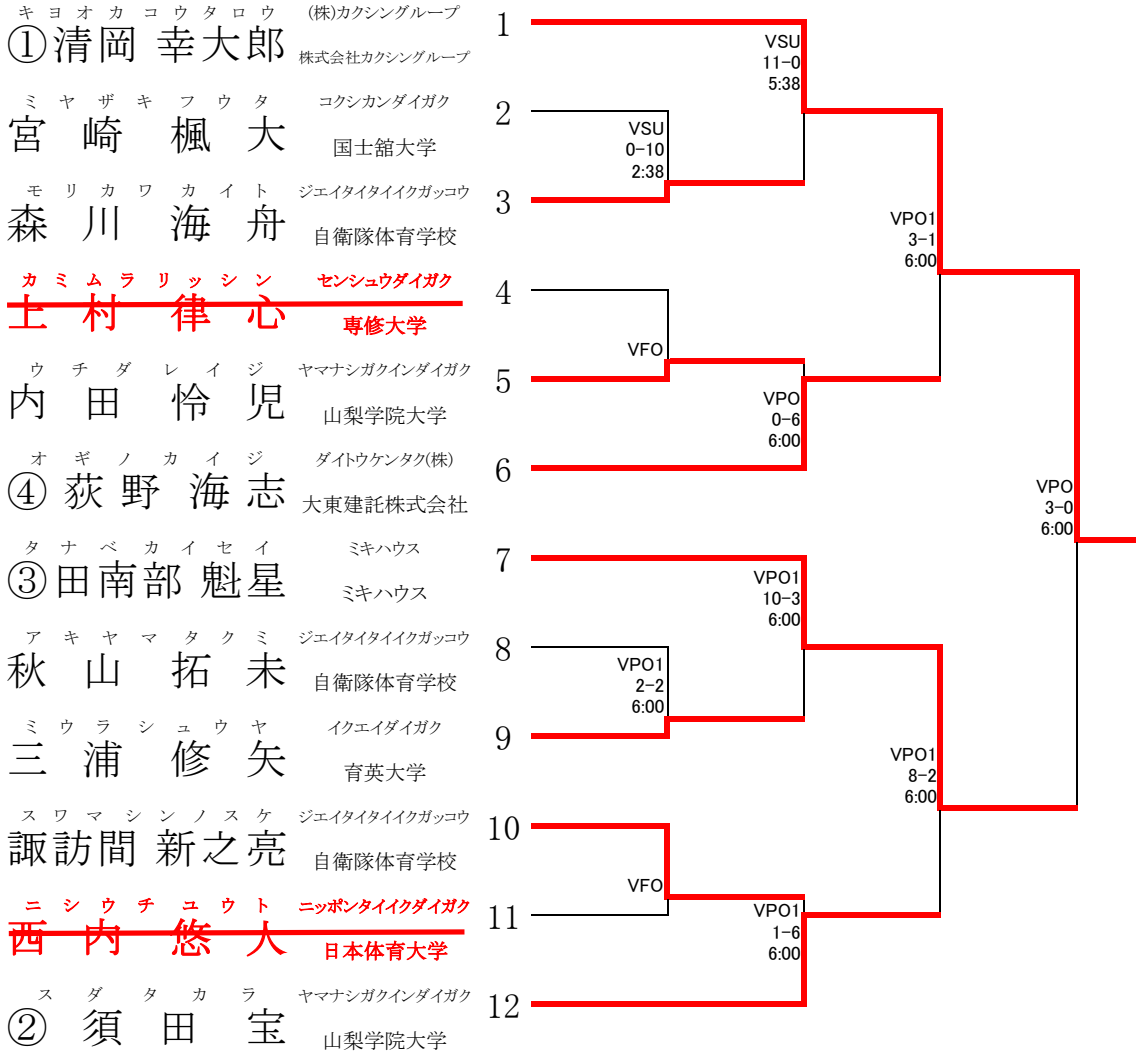 キヨオカコウタロウ (株)カクシングループ
①清岡 幸大郎 株式会社カクシングループ 1
ミヤザキフウタ コクシカンダイガク
宮崎 楓大 国士舘大学 2
モリカワカイト ジエイタイタイイクガッコウ
森川 海舟 自衛隊体育学校 3
カミムラリッシン センシュウダイガク
上村 律心 専修大学 4
ウチダレイジ ヤマナシガクインダイガク
内田 怜児 山梨学院大学 5
オギノカイジ ダイトウケンタク(株)
④荻野 海志 大東建託株式会社 6
タナベカイセイ ミキハウス
③田南部 魁星 ミキハウス 7
アキヤマタクミ ジエイタイタイイクガッコウ
秋山 拓未 自衛隊体育学校 8
ミウラシュウヤ イクエイダイガク
三浦 修矢 育英大学 9
スワマシンノスケ ジエイタイタイイクガッコウ
諏訪間 新之亮 自衛隊体育学校 10
ニシウチユウト ニッポンタイイクダイガク
西内 悠人 日本体育大学 11
スダタカラ ヤマナシガクインダイガク
② 須田 宝 山梨学院大学 12
VSU
0-10
2:38
VFO
VPO1
2-2
6:00
VFO
VSU
11-0
5:38
VPO
0-6
6:00
VPO1
10-3
6:00
VPO1
1-6
6:00
VPO1
3-1
6:00
VPO1
8-2
6:00
VPO
3-0
6:00